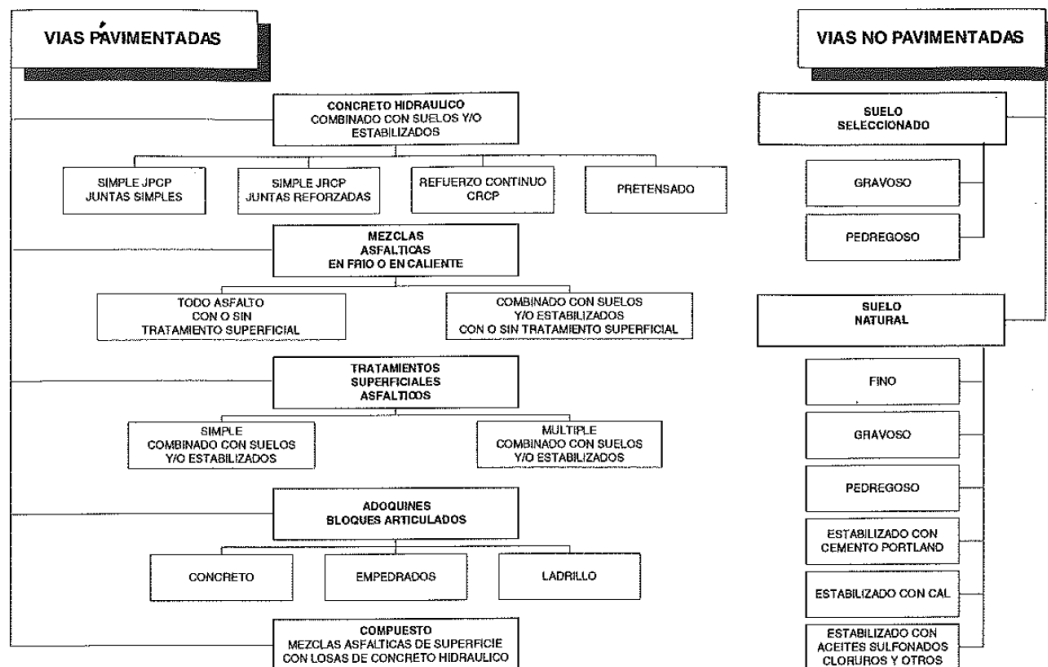 VIAS PAVIMENTADAS
VIAS NO PAVIMENTADAS
CONCRETO HIDRAULICO
COMBINADO CON SUELOS Y/O
ESTABILIZADOS
SIMPLE JPCP
JUNTAS SIMPLES
SIMPLE JRCP
JUNTAS REFORZADAS
REFUERZO CONTINUO
CRCP
PRETENSADO
MEZCLAS
ASFALTICAS
EN FRIO O EN CALIENTE
TODO ASFALTO
CON O SIN
TRATAMIENTO SUPERFICIAL
COMBINADO CON SUELOS
Y/O ESTABILIZADOS
CON O SIN TRATAMIENTO SUPERFICIAL
TRATAMIENTOS
SUPERFICIALES
ASFALTICOS
SIMPLE
COMBINADO CON SUELOS
Y/O ESTABILIZADOS
MULTIPLE
COMBINADO CON SUELOS
Y/O ESTABILIZADOS
ADOQUINES
BLOQUES ARTICULADOS
CONCRETO
EMPEDRADOS
LADRILLO
COMPUESTO
MEZCLAS ASFALTICAS DE SUPERFICIE
CON LOSAS DE CONCRETO HIDRAULICO
SUELO
SELECCIONADO
GRAVOSO
PEDREGOSO
SUELO
NATURAL
FINO
GRAVOSO
PEDREGOSO
ESTABILIZADO CON
CEMENTO PORTLAND
ESTABILIZADO CON CAL
ESTABILIZADO CON
ACEITES SULFONADOS
CLORUROS Y OTROS